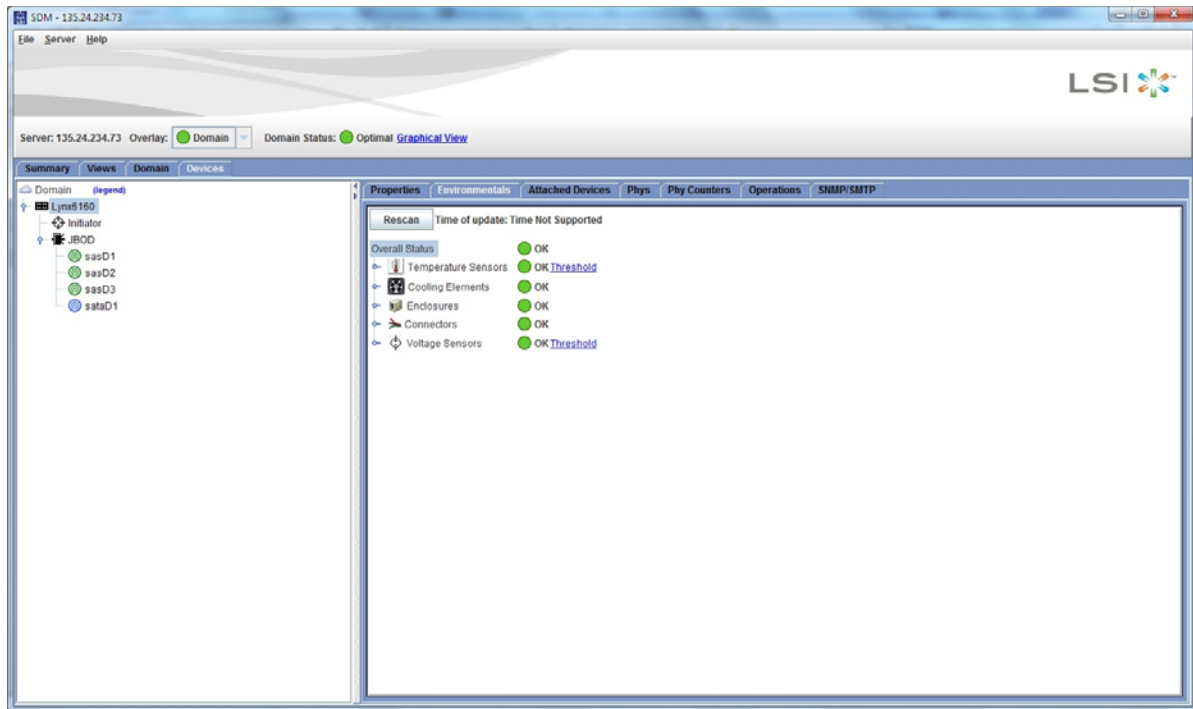 SDM - 135.24.234.73
File Server Help
LSI
Server: 135.24.234.73 Overlay: Domain Domain Status: Optimal Graphical View
Summary Views Domain Devices
Domain (legend)
Lynx6160
Initiator
JBOD
sasD1
sasD2
sasD3
sataD1
Properties Environmentals Attached Devices Phys Phy Counters Operations SNMP/SMTP
Rescan Time of update: Time Not Supported
Overall Status OK
Temperature Sensors OK Threshold
Cooling Elements OK
Enclosures OK
Connectors OK
Voltage Sensors OK Threshold